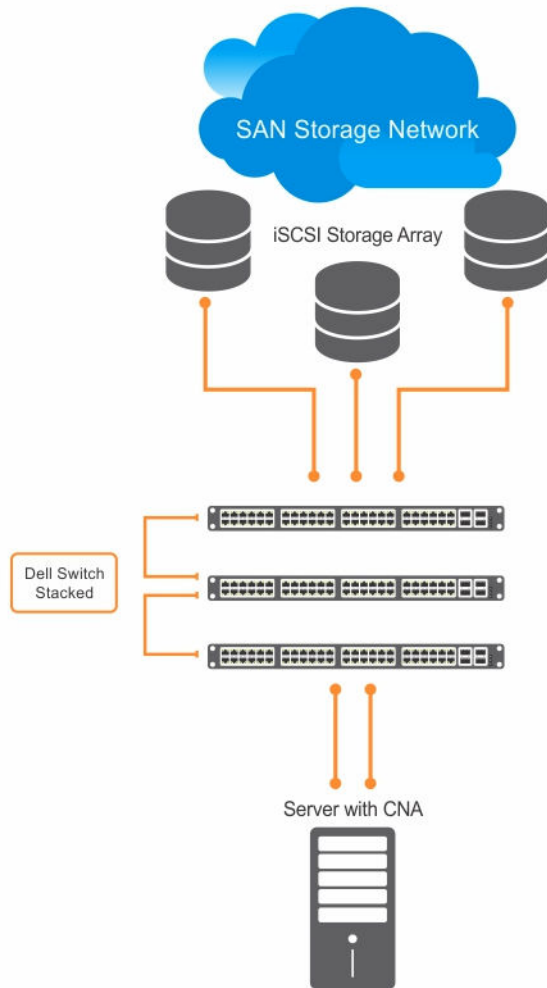 SAN Storage Network
iSCSI Storage Array
Dell Switch
Stacked
Server with CNA